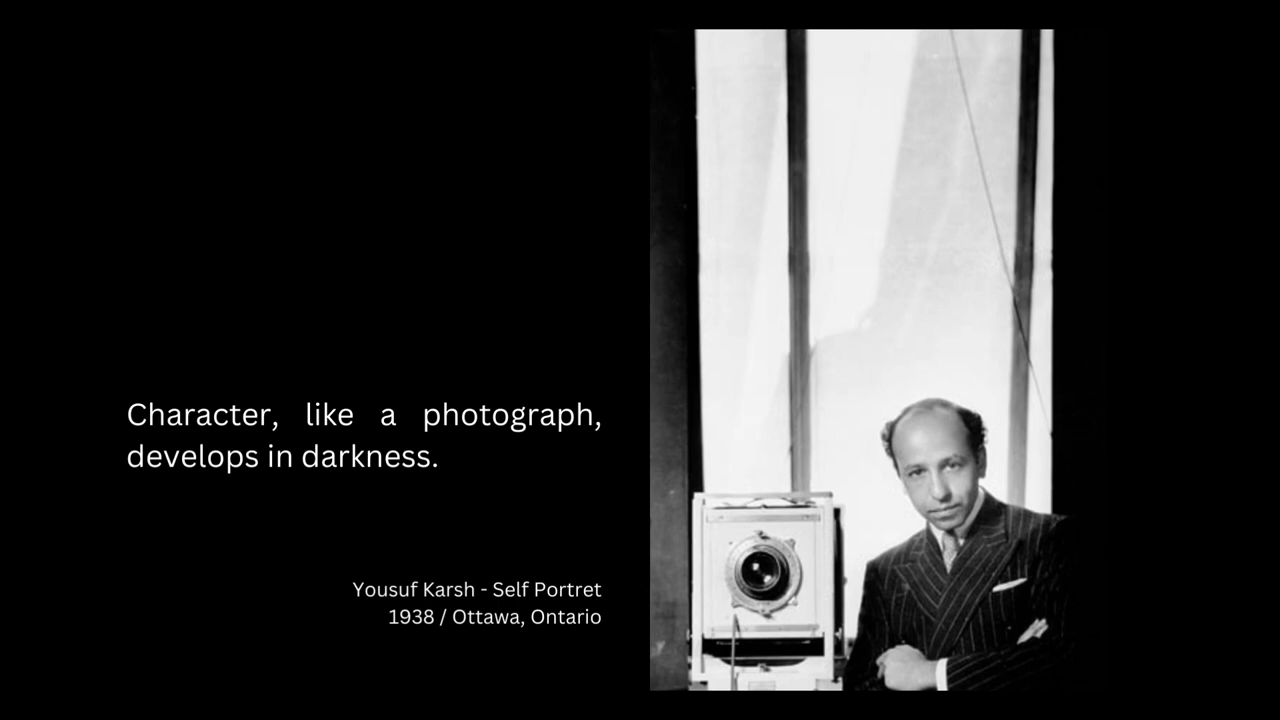 Character, like a photograph,
develops in darkness.
Yousuf Karsh - Self Portret
1938 / Ottawa, Ontario